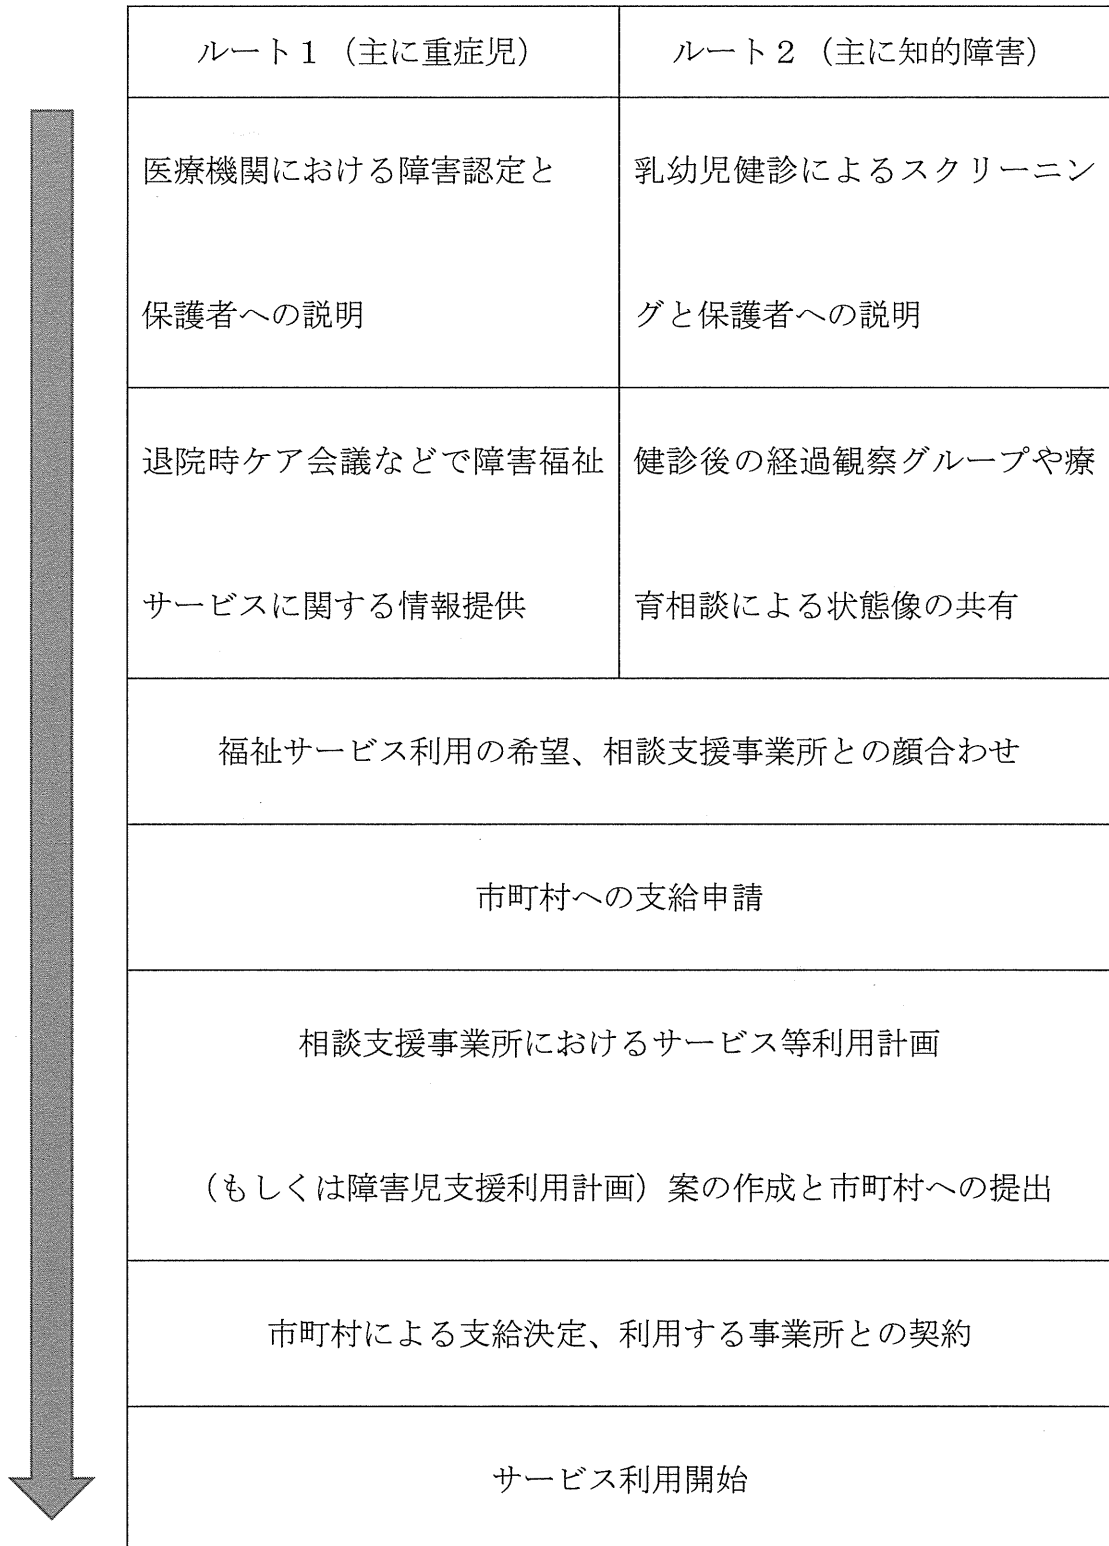 ルート１（主に重症児）
ルート２（主に知的障害）
医療機関における障害認定と
保護者への説明
乳幼児健診によるスクリーニン
グと保護者への説明
退院時ケア会議などで障害福祉
サービスに関する情報提供
健診後の経過観察グループや療
育相談による状態像の共有
福祉サービス利用の希望、相談支援事業所との顔合わせ
市町村への支給申請
相談支援事業所におけるサービス等利用計画
（もしくは障害児支援利用計画）案の作成と市町村への提出
市町村による支給決定、利用する事業所との契約
サービス利用開始